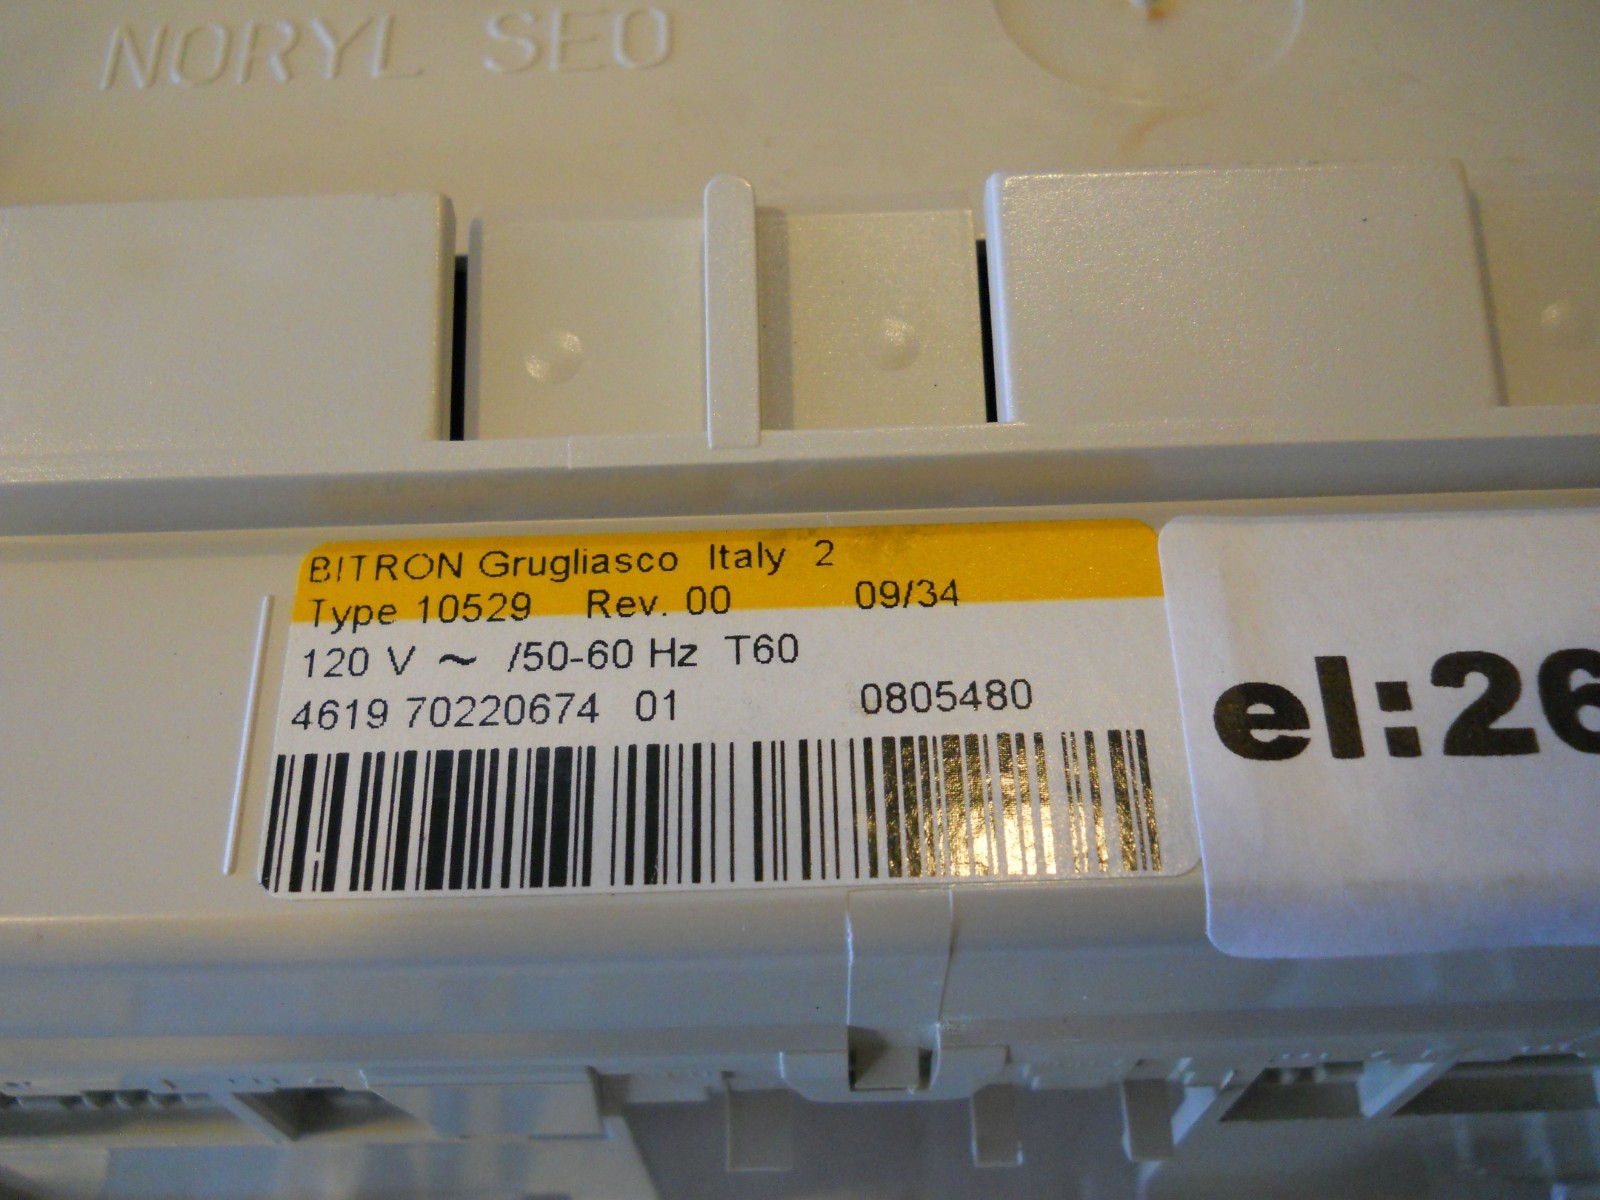 NORYL SE0
BITRON Grugliasco Italy 2
Type 10529 Rev. 00 09/34
120 V ~ /50-60 Hz T60
4619 70220674 01 0805480
el:26